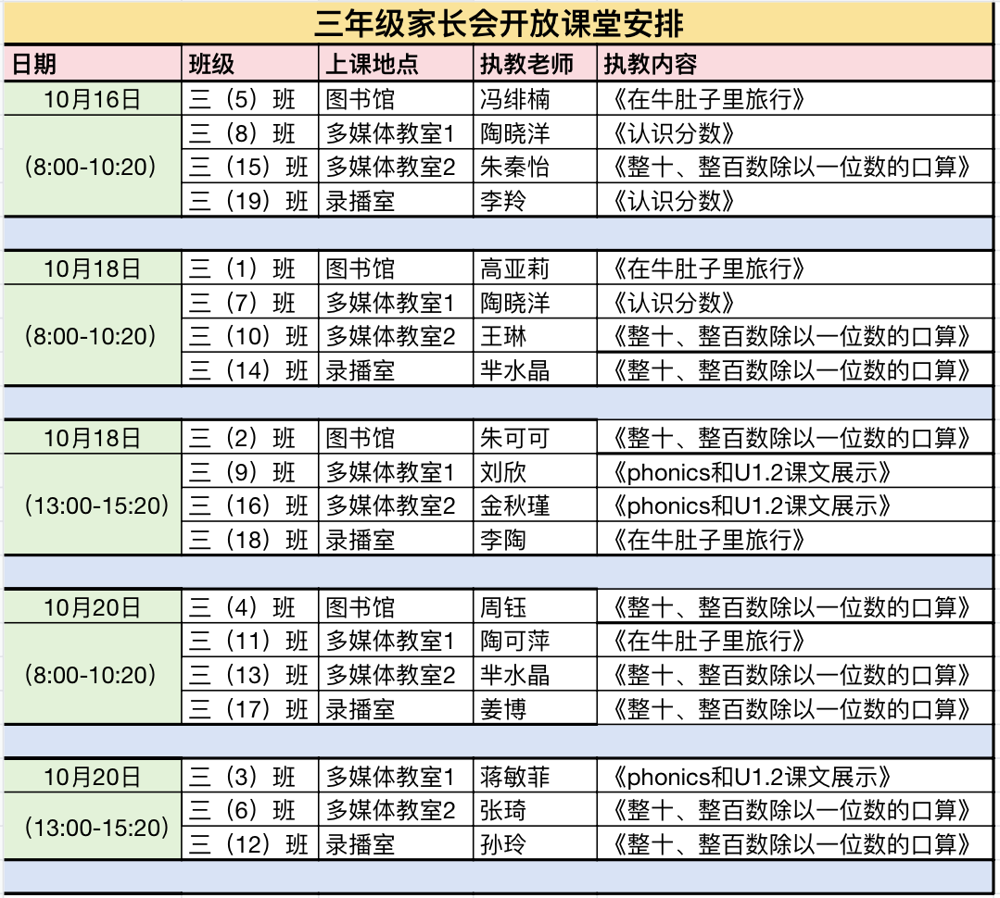 三年级家长会开放课堂安排
日期 班级 上课地点 执教老师 执教内容
10月16日 三（5）班 图书馆 冯绯楠 《在牛肚子里旅行》
三（8）班 多媒体教室1 陶晓洋 《认识分数》
（8:00-10:20） 三（15）班 多媒体教室2 朱秦怡 《整十、整百数除以一位数的口算》
三（19）班 录播室 李羚 《认识分数》
10月18日 三（1）班 图书馆 高亚莉 《在牛肚子里旅行》
三（7）班 多媒体教室1 陶晓洋 《认识分数》
（8:00-10:20） 三（10）班 多媒体教室2 王琳 《整十、整百数除以一位数的口算》
三（14）班 录播室 芈水晶 《整十、整百数除以一位数的口算》
10月18日 三（2）班 图书馆 朱可可 《整十、整百数除以一位数的口算》
三（9）班 多媒体教室1 刘欣 《phonics和U1.2课文展示》
（13:00-15:20） 三（16）班 多媒体教室2 金秋瑾 《phonics和U1.2课文展示》
三（18）班 录播室 李陶 《在牛肚子里旅行》
10月20日 三（4）班 图书馆 周钰 《整十、整百数除以一位数的口算》
三（11）班 多媒体教室1 陶可萍 《在牛肚子里旅行》
（8:00-10:20） 三（13）班 多媒体教室2 芈水晶 《整十、整百数除以一位数的口算》
三（17）班 录播室 姜博 《整十、整百数除以一位数的口算》
10月20日 三（3）班 多媒体教室1 蒋敏菲 《phonics和U1.2课文展示》
（13:00-15:20） 三（6）班 多媒体教室2 张琦 《整十、整百数除以一位数的口算》
三（12）班 录播室 孙玲 《整十、整百数除以一位数的口算》